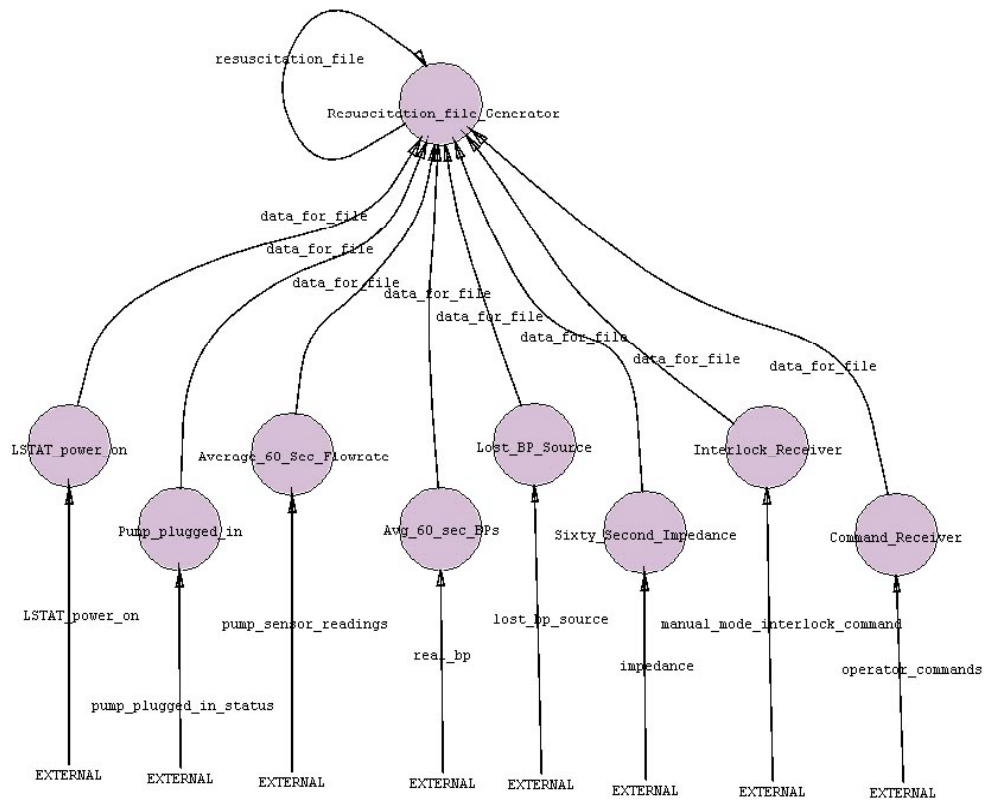 resuscitation_file
Resuscitation_file_Generator
data_for_file
data_for_file
data_for_file
data_for_file
data_for_file
data_for_file
data_for_file
data_for_file
LSTAT_power_on
Average_60_Sec_Flowrate
Lost_BP_Source
Interlock_Receiver
Pump_plugged_in
Avg_60_sec_BPs
Sixty_Second_Impedance
Command_Receiver
LSTAT_power_on
pump_sensor_readings
lost_bp_source
manual_mode_interlock_command
real_bp
impedance
operator_commands
pump_plugged_in_status
EXTERNAL
EXTERNAL
EXTERNAL
EXTERNAL
EXTERNAL
EXTERNAL
EXTERNAL
EXTERNAL